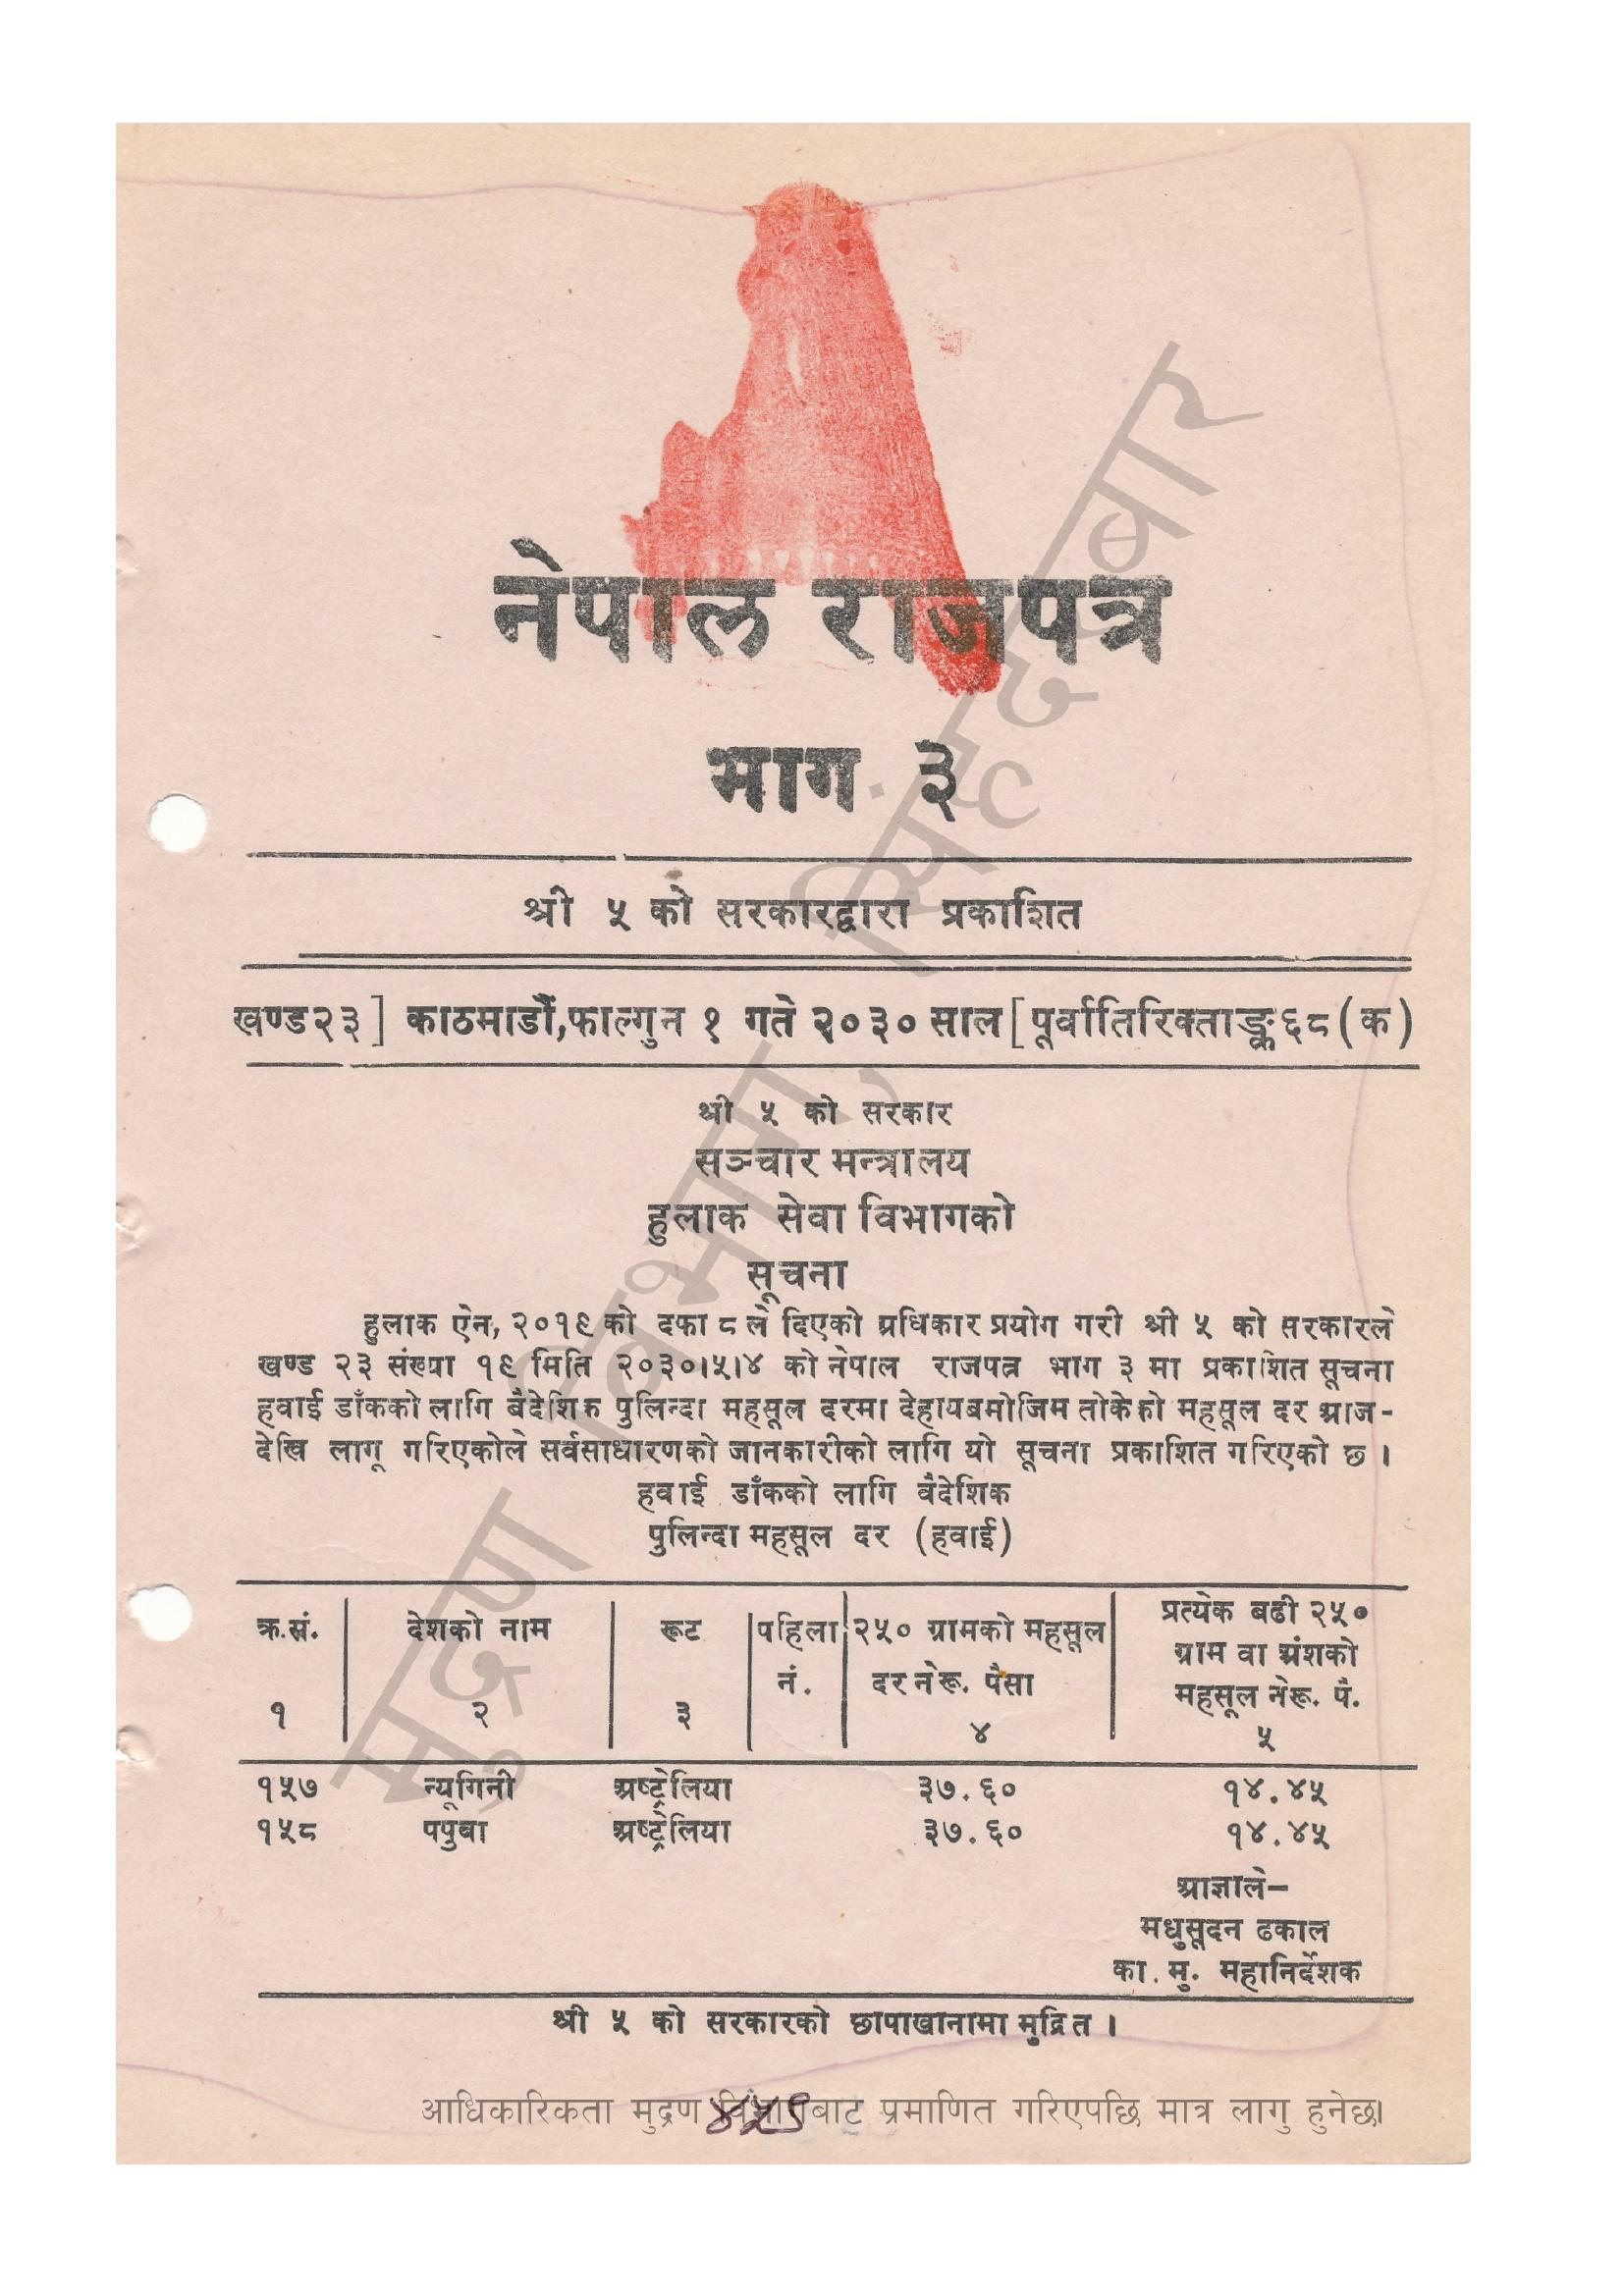 नेपाल राजपत्र
भाग ३
श्री ५ को सरकारद्वारा प्रकाशित
खण्ड२३] काठमाडौं,फाल्गुन १ गते २०३० साल [पूर्वातिरिक्ताङ्क६८(क)
श्री ५ को सरकार
सञ्चार मन्त्रालय
हुलाक सेवा विभागको
सूचना
हुलाक ऐन, २०१९ को दफा ८ ले दिएको अधिकार प्रयोग गरी श्री ५ को सरकारले
खण्ड २३ संख्या १९ मिति २०३०।५।४ को नेपाल राजपत्र भाग ३ मा प्रकाशित सूचना
हवाई डाँकको लागि बैदेशिक पुलिन्दा महसूल दरमा देहायबमोजिम तोकेको महसूल दर आज-
देखि लागू गरिएकोले सर्वसाधारणको जानकारीको लागि यो सूचना प्रकाशित गरिएको छ ।
हवाई डाँकको लागि वैदेशिक
पुलिन्दा महसूल दर (हवाई)
क्र.सं. देशको नाम रूट पहिला २५० ग्रामको महसूल प्रत्येक बढी २५०
नं. दर नेरू. पैसा ग्राम वा अंशको
महसूल नेरू. पै.
१ २ ३ ४ ५
१५७ न्यूगिनी अष्ट्रेलिया ३७.६० १४.४५
१५८ पपुवा अष्ट्रेलिया ३७.६० १४.४५
आज्ञाले–
मधुसूदन ढकाल
का. मु. महानिर्देशक
श्री ५ को सरकारको छापाखानामा मुद्रित ।
आधिकारिकता मुद्रण विभागबाट प्रमाणित गरिएपछि मात्र लागु हुनेछ।
मुद्रण विभाग, सिंहदरबार